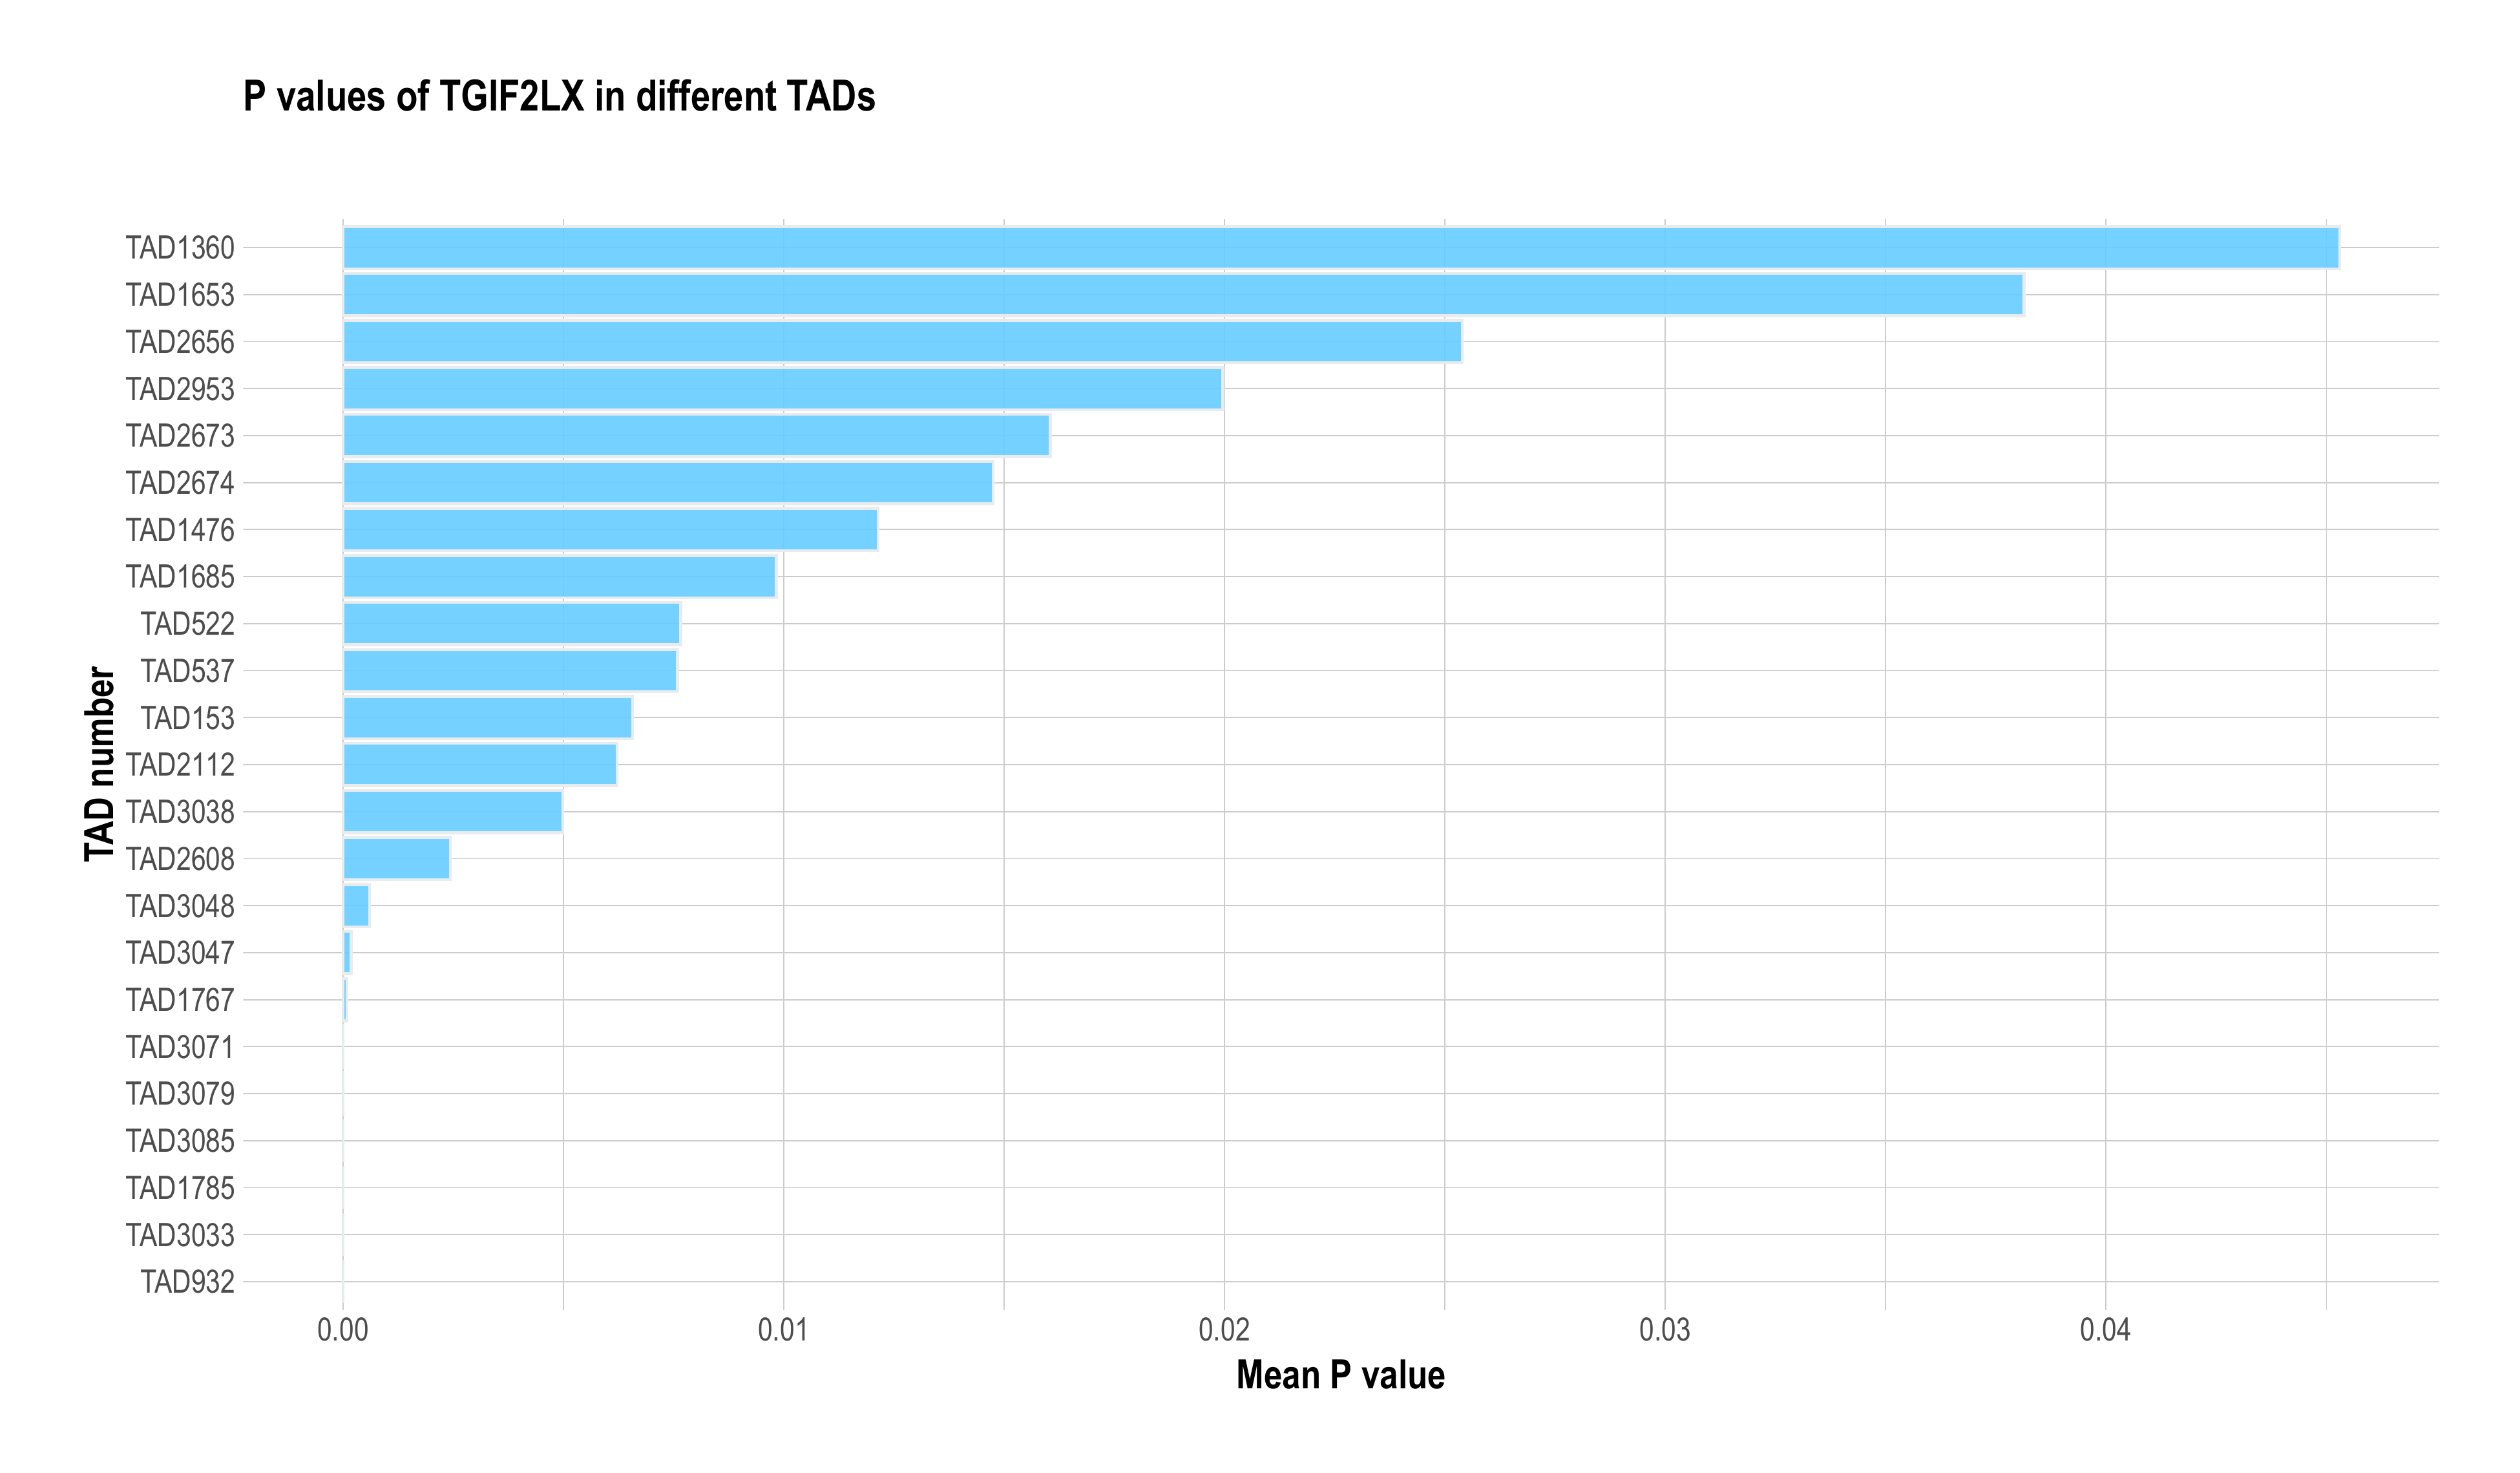 P values of TGIF2LX in different TADs
TAD number
TAD1360
TAD1653
TAD2656
TAD2953
TAD2673
TAD2674
TAD1476
TAD1685
TAD522
TAD537
TAD153
TAD2112
TAD3038
TAD2608
TAD3048
TAD3047
TAD1767
TAD3071
TAD3079
TAD3085
TAD1785
TAD3033
TAD932
0.00 0.01 0.02 0.03 0.04
Mean P value